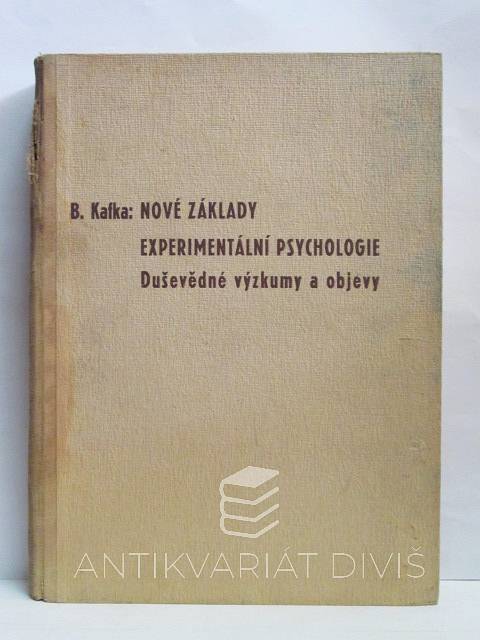 B. Kafka: NOVÉ ZÁKLADY
EXPERIMENTÁLNÍ PSYCHOLOGIE
Duševědné výzkumy a objevy
ANTIKVARIÁT DIVIŠ